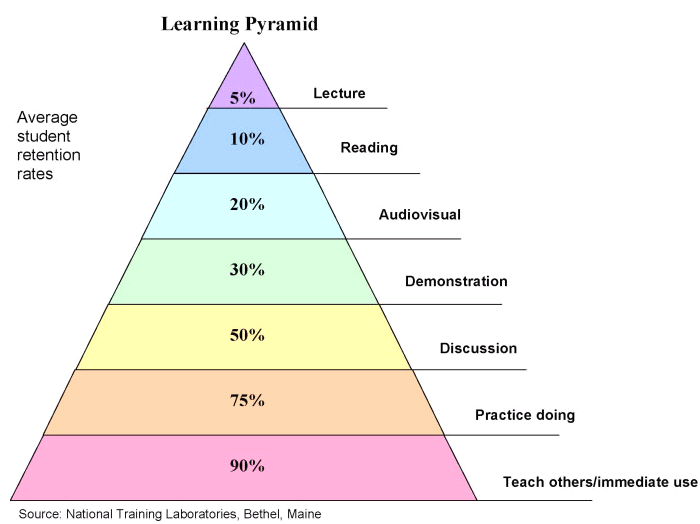 Learning Pyramid
Average
student
retention
rates
5%
Lecture
10%
Reading
20%
Audiovisual
30%
Demonstration
50%
Discussion
75%
Practice doing
90%
Teach others/immediate use
Source: National Training Laboratories, Bethel, Maine